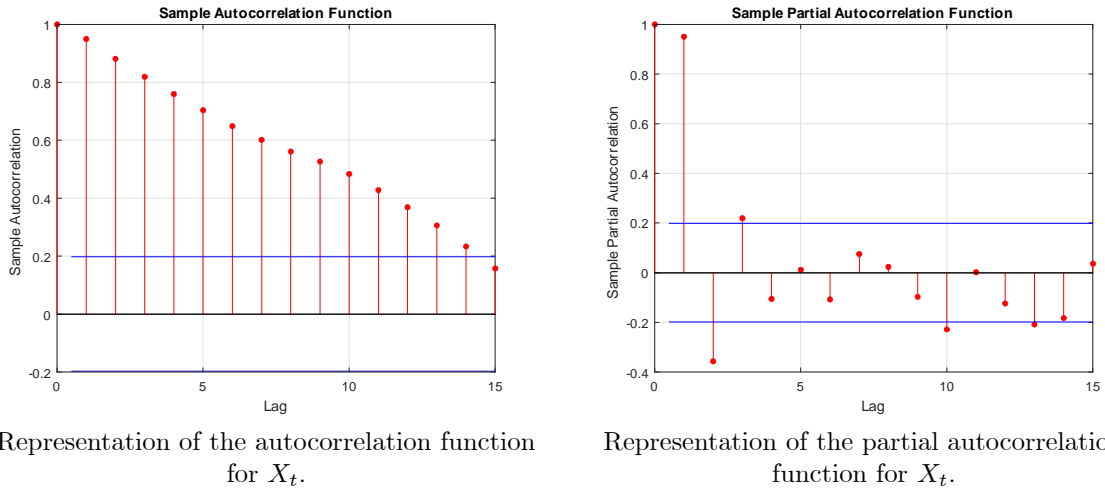 Sample Autocorrelation Function
1
0.8
0.6
0.4
0.2
0
-0.2
Sample Autocorrelation
0
5
10
15
Lag
Representation of the autocorrelation function
for X_t.
Sample Partial Autocorrelation Function
1
0.8
0.6
0.4
0.2
0
-0.2
-0.4
Sample Partial Autocorrelation
0
5
10
15
Lag
Representation of the partial autocorrelatio
function for X_t.